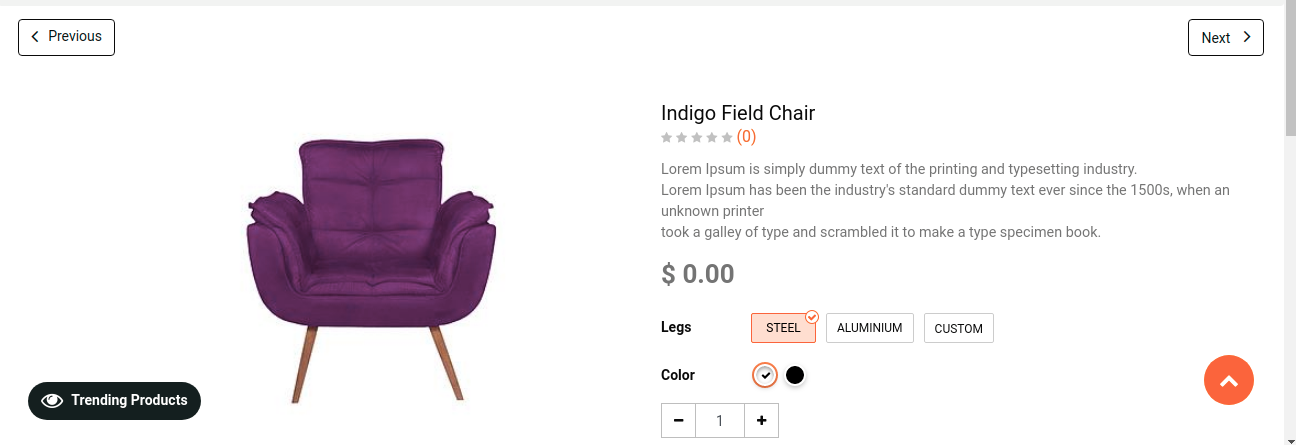 Previous
Next
Indigo Field Chair
(0)
Lorem Ipsum is simply dummy text of the printing and typesetting industry.
Lorem Ipsum has been the industry's standard dummy text ever since the 1500s, when an
unknown printer
took a galley of type and scrambled it to make a type specimen book.
$ 0.00
Legs STEEL ALUMINIUM CUSTOM
Color
Trending Products
- 1 +